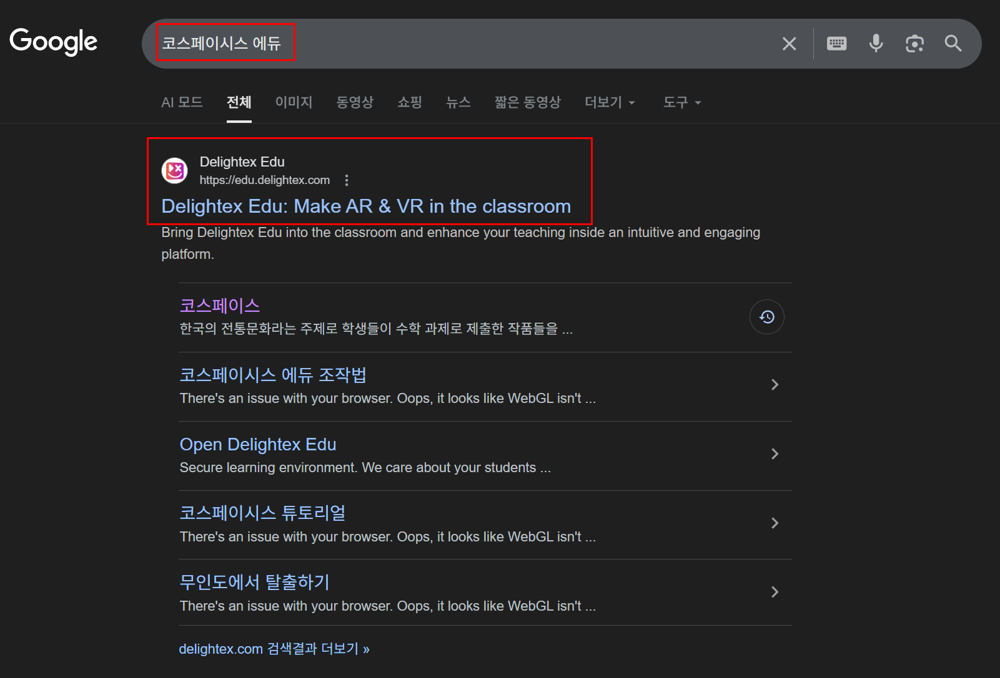 Google
코스페이시스 에듀
AI 모드 전체 이미지 동영상 쇼핑 뉴스 짧은 동영상 더보기 도구
Delightex Edu
https://edu.delightex.com
Delightex Edu: Make AR & VR in the classroom
Bring Delightex Edu into the classroom and enhance your teaching inside an intuitive and engaging
platform.
코스페이스
한국의 전통문화라는 주제로 학생들이 수학 과제로 제출한 작품들을 ...
코스페이시스 에듀 조작법
There's an issue with your browser. Oops, it looks like WebGL isn't ...
Open Delightex Edu
Secure learning environment. We care about your students ...
코스페이시스 튜토리얼
There's an issue with your browser. Oops, it looks like WebGL isn't ...
무인도에서 탈출하기
There's an issue with your browser. Oops, it looks like WebGL isn't ...
delightex.com 검색결과 더보기 »